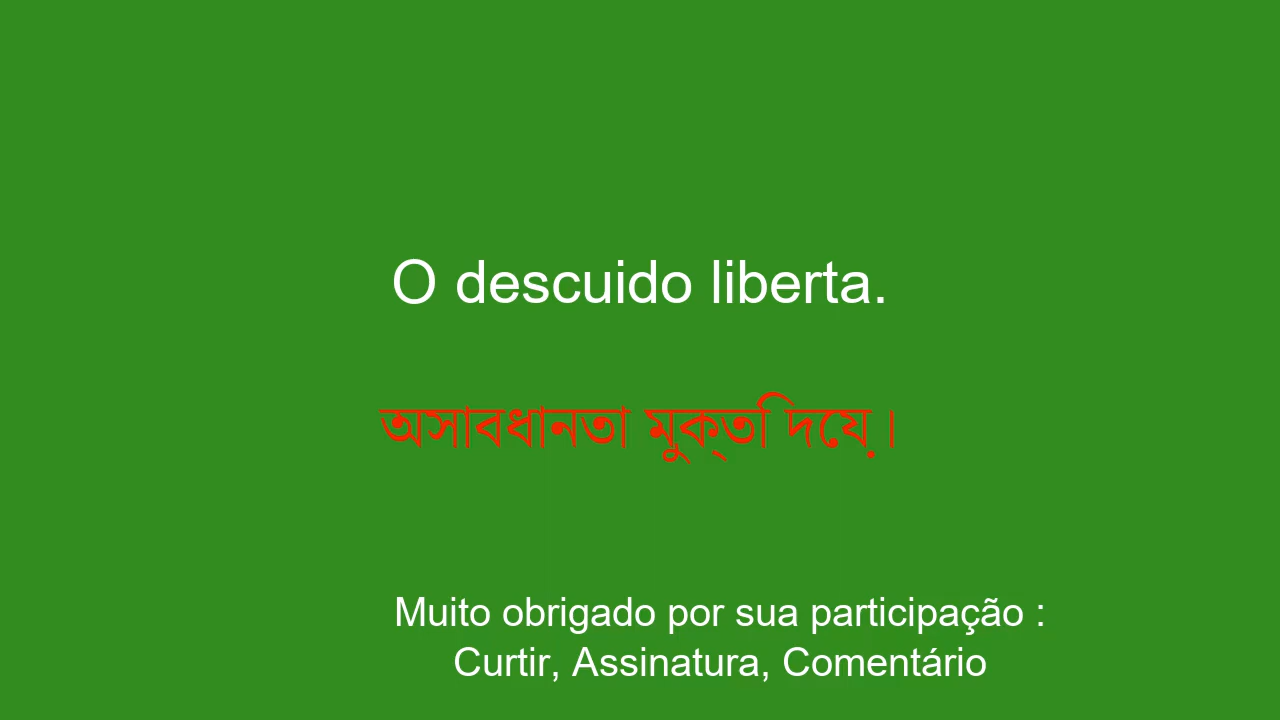 O descuido liberta.
অসাবধানতা মুক্তি দেয়।
Muito obrigado por sua participação :
Curtir, Assinatura, Comentário